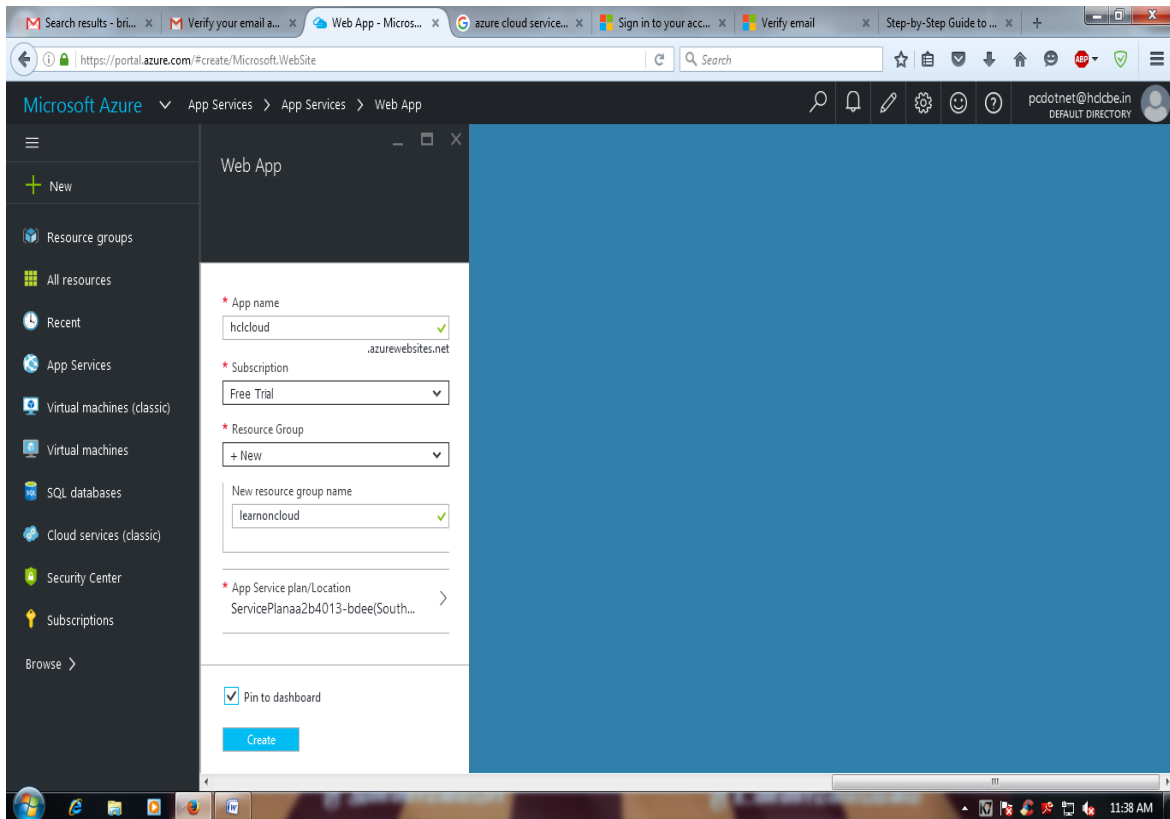 Search results - bri...
Verify your email a...
Web App - Micros...
azure cloud service...
Sign in to your acc...
Verify email
Step-by-Step Guide to ...
https://portal.azure.com/#create/Microsoft.WebSite
Search
ABP
Microsoft Azure
App Services > App Services > Web App
pcdotnet@hclcbe.in
DEFAULT DIRECTORY
Web App
New
Resource groups
All resources
Recent
App Services
Virtual machines (classic)
Virtual machines
SQL databases
Cloud services (classic)
Security Center
Subscriptions
Browse >
* App name
hclcloud
.azurewebsites.net
* Subscription
Free Trial
* Resource Group
+ New
New resource group name
learnoncloud
* App Service plan/Location
ServicePlanaa2b4013-bdee(South...
Pin to dashboard
Create
11:38 AM